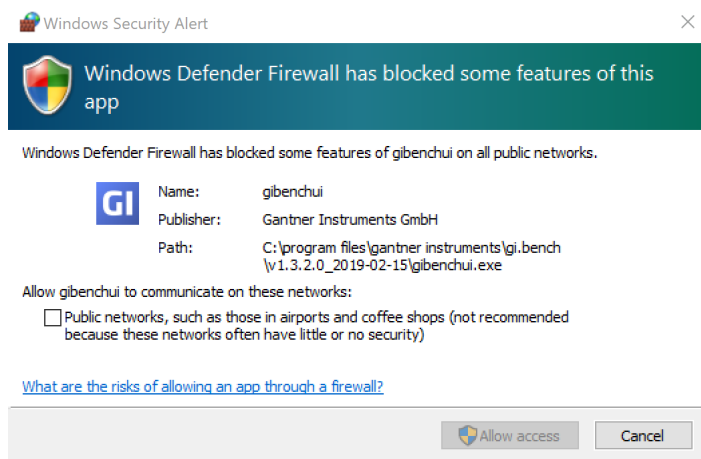 Windows Security Alert
Windows Defender Firewall has blocked some features of this
app
Windows Defender Firewall has blocked some features of gibenchui on all public networks.
GI
Name: gibenchui
Publisher: Gantner Instruments GmbH
Path: C:\program files\gantner instruments\gi.bench
\v1.3.2.0_2019-02-15\gibenchui.exe
Allow gibenchui to communicate on these networks:
Public networks, such as those in airports and coffee shops (not recommended
because these networks often have little or no security)
What are the risks of allowing an app through a firewall?
Allow access Cancel